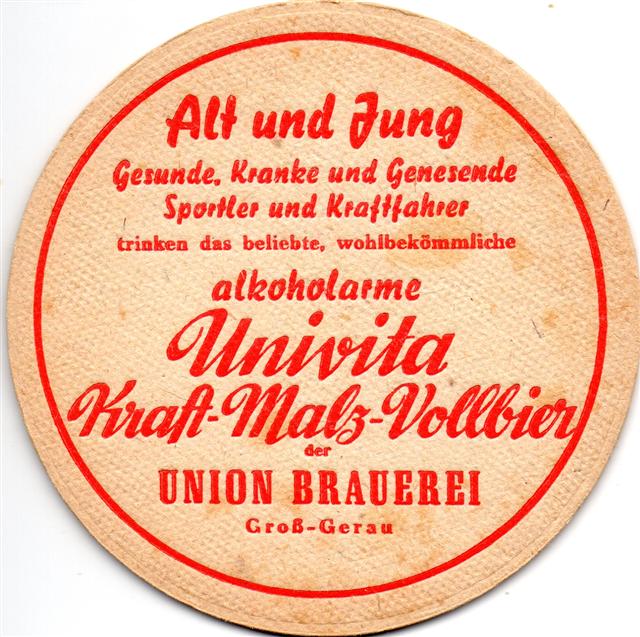 Alt und Jung
Gesunde, Kranke und Genesende
Sportler und Kraftfahrer
trinken das beliebte, wohlbekömmliche
alkoholarme
Univita
Kraft-Malz-Vollbier
der
UNION BRAUEREI
Groß-Gerau